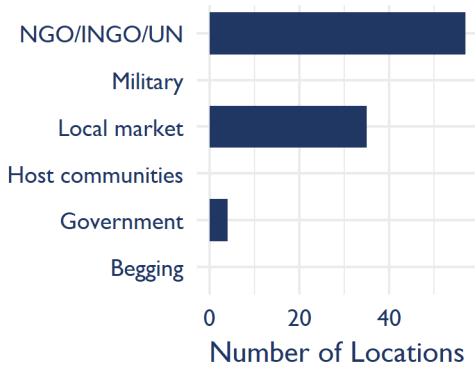 NGO/INGO/UN
Military
Local market
Host communities
Government
Begging
0 20 40
Number of Locations